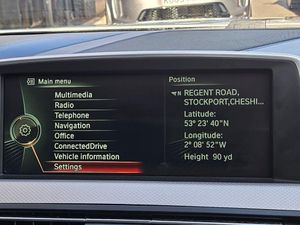 Main menu
Multimedia
Radio
Telephone
Navigation
Office
ConnectedDrive
Vehicle information
Settings
Position
N REGENT ROAD,
STOCKPORT,CHESHI...
Latitude:
53° 23' 40"N
Longitude:
2° 08' 52"W
Height 90 yd